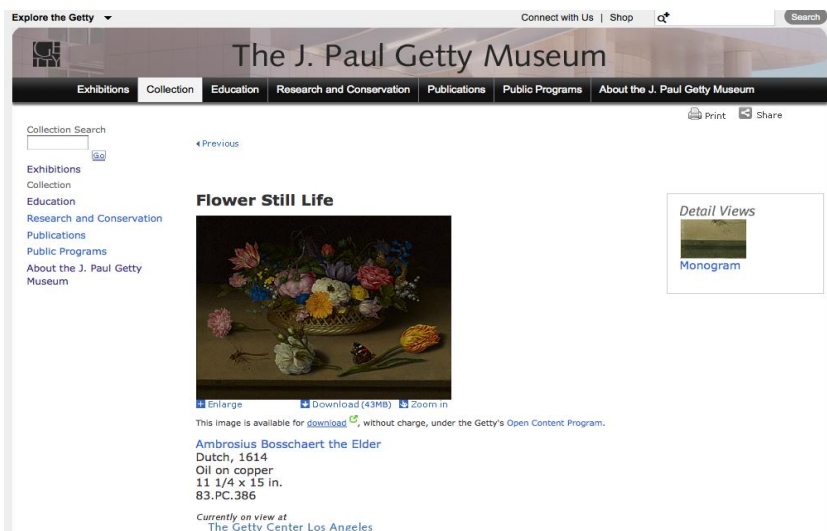 Explore the Getty
Connect with Us | Shop
Search
GETTY
The J. Paul Getty Museum
Exhibitions Collection Education Research and Conservation Publications Public Programs About the J. Paul Getty Museum
Print Share
Collection Search
Go
Previous
Exhibitions
Collection
Education
Research and Conservation
Publications
Public Programs
About the J. Paul Getty
Museum
Flower Still Life
Detail Views
Monogram
Enlarge Download (43MB) Zoom in
This image is available for download, without charge, under the Getty's Open Content Program.
Ambrosius Bosschaert the Elder
Dutch, 1614
Oil on copper
11 1/4 x 15 in.
83.PC.386
Currently on view at
The Getty Center Los Angeles